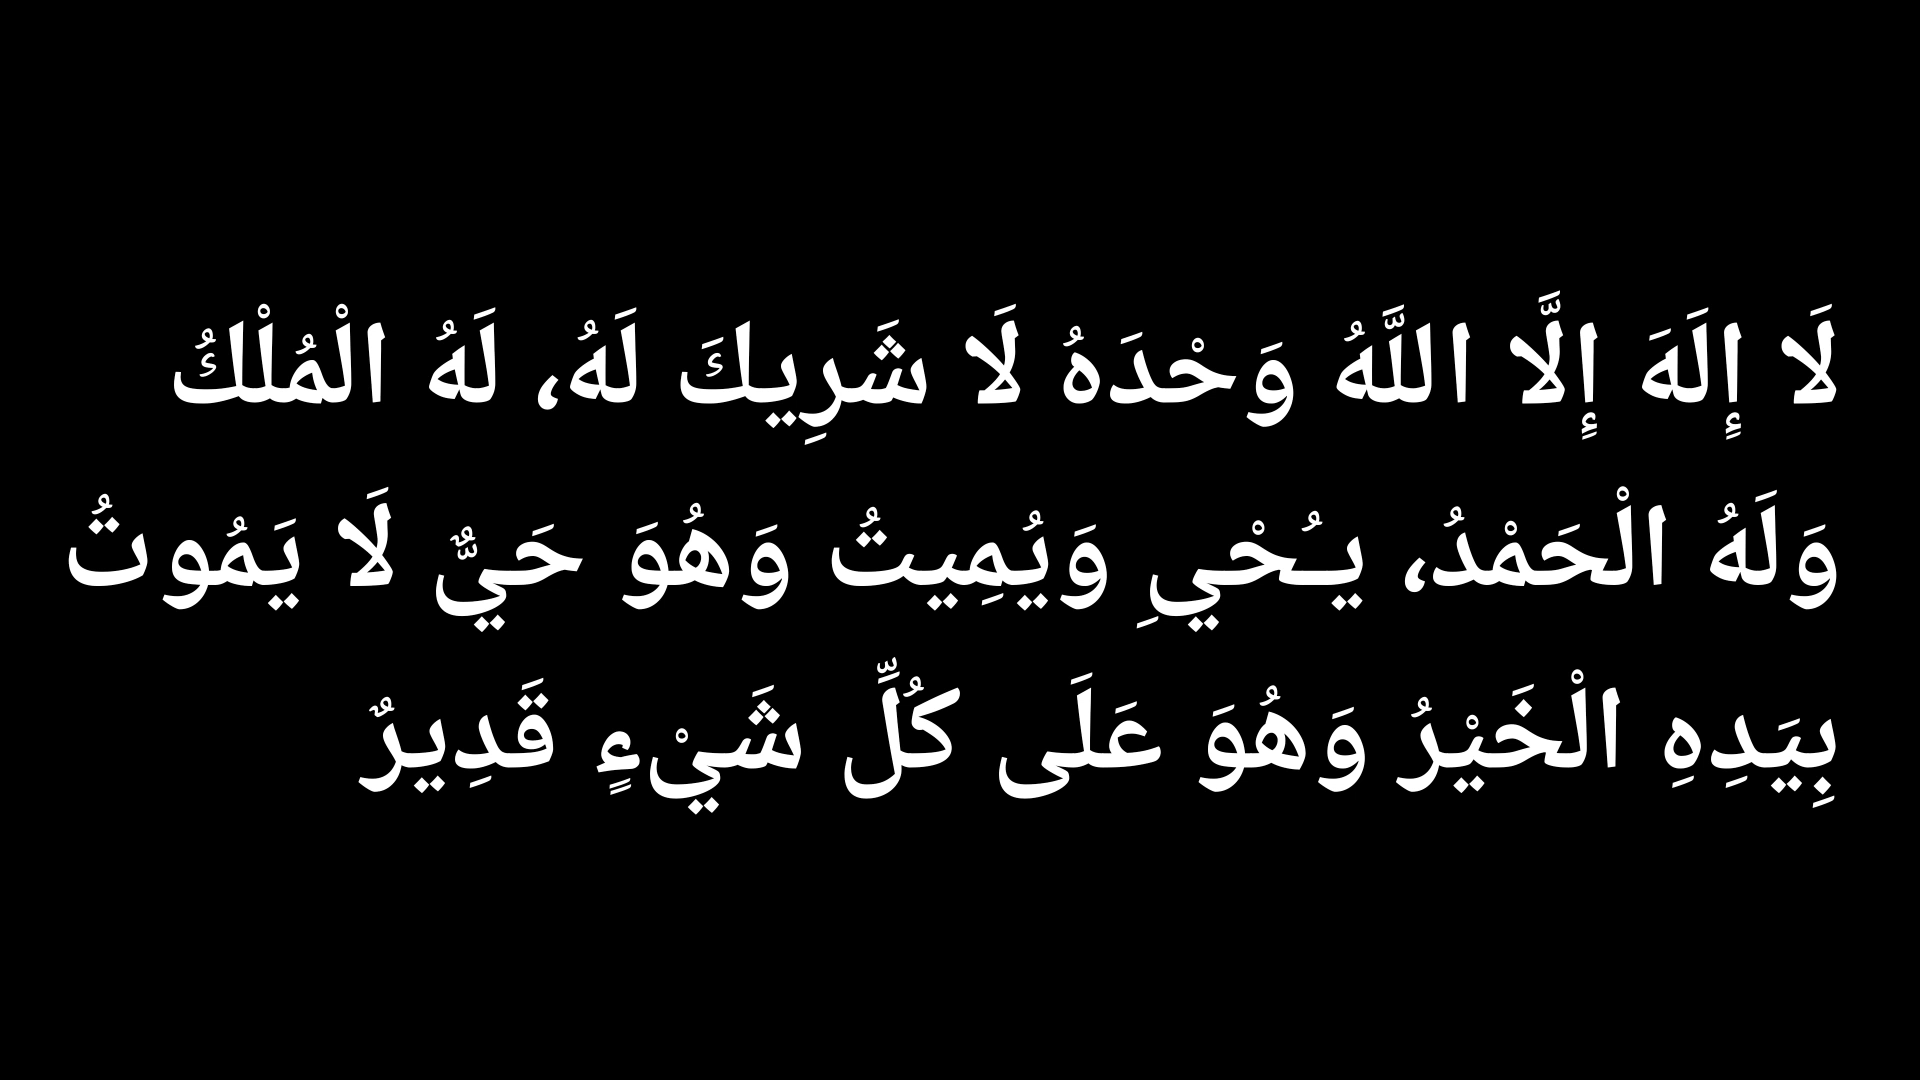 لَا إِلَهَ إِلَّا اللَّهُ وَحْدَهُ لَا شَرِيكَ لَهُ، لَهُ الْمُلْكُ
وَلَهُ الْحَمْدُ، يـُحْيِ وَيُمِيتُ وَهُوَ حَيٌّ لَا يَمُوتُ
بِيَدِهِ الْخَيْرُ وَهُوَ عَلَى كُلِّ شَيْءٍ قَدِيرٌ